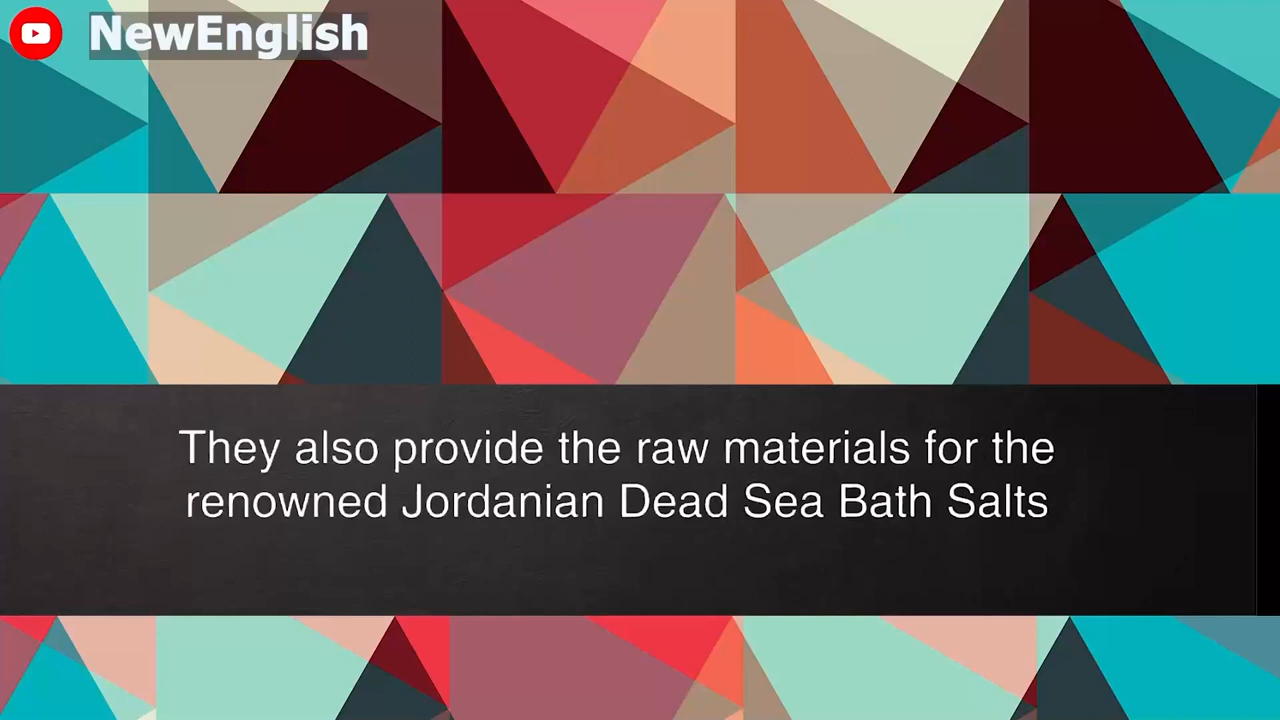 NewEnglish
They also provide the raw materials for the
renowned Jordanian Dead Sea Bath Salts